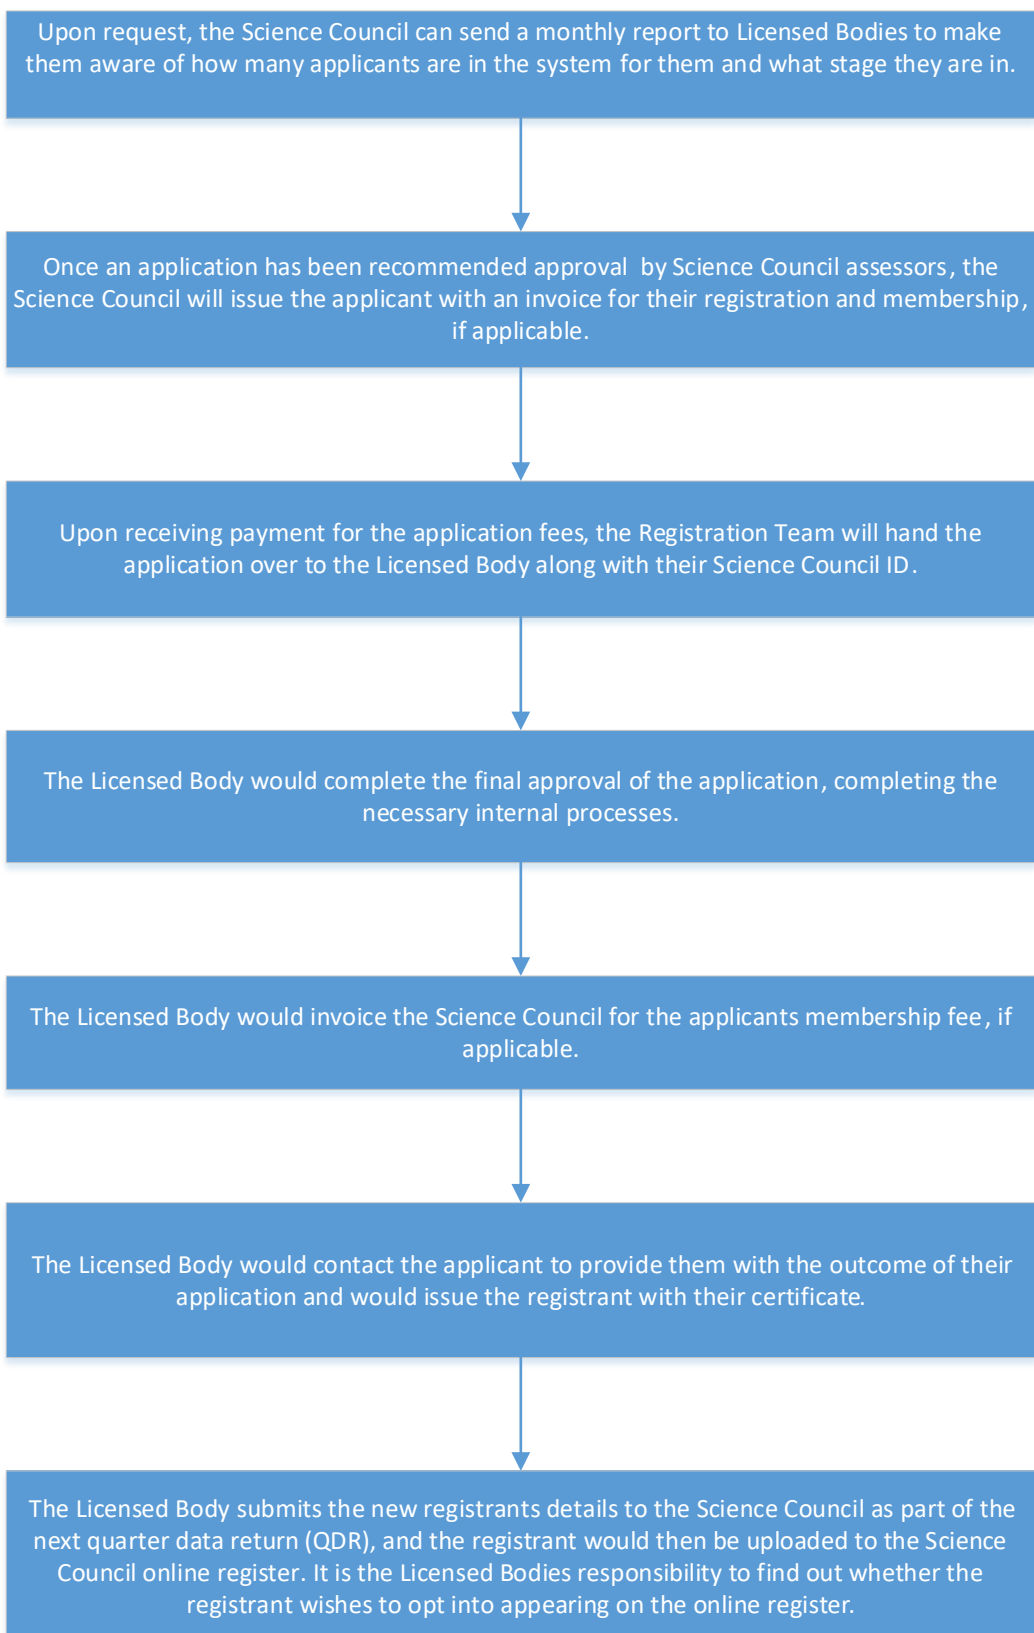 Upon request, the Science Council can send a monthly report to Licensed Bodies to make
them aware of how many applicants are in the system for them and what stage they are in.
Once an application has been recommended approval by Science Council assessors, the
Science Council will issue the applicant with an invoice for their registration and membership,
if applicable.
Upon receiving payment for the application fees, the Registration Team will hand the
application over to the Licensed Body along with their Science Council ID.
The Licensed Body would complete the final approval of the application, completing the
necessary internal processes.
The Licensed Body would invoice the Science Council for the applicants membership fee, if
applicable.
The Licensed Body would contact the applicant to provide them with the outcome of their
application and would issue the registrant with their certificate.
The Licensed Body submits the new registrants details to the Science Council as part of the
next quarter data return (QDR), and the registrant would then be uploaded to the Science
Council online register. It is the Licensed Bodies responsibility to find out whether the
registrant wishes to opt into appearing on the online register.